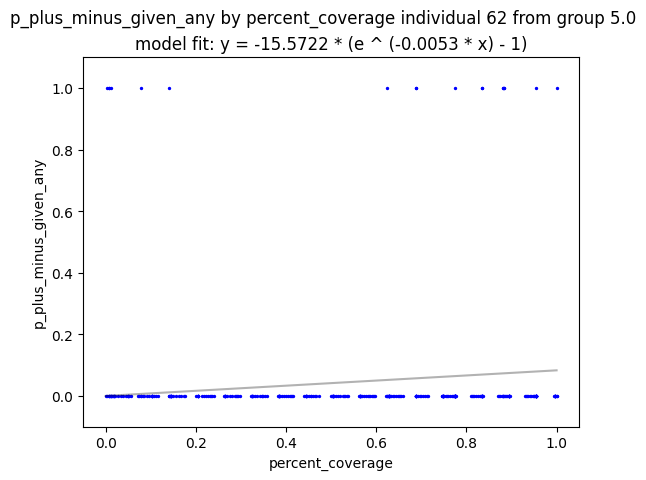 p_plus_minus_given_any by percent_coverage individual 62 from group 5.0
model fit: y = -15.5722 * (e ^ (-0.0053 * x) - 1)
1.0
0.8
0.6
0.4
0.2
0.0
p_plus_minus_given_any
0.0 0.2 0.4 0.6 0.8 1.0
percent_coverage